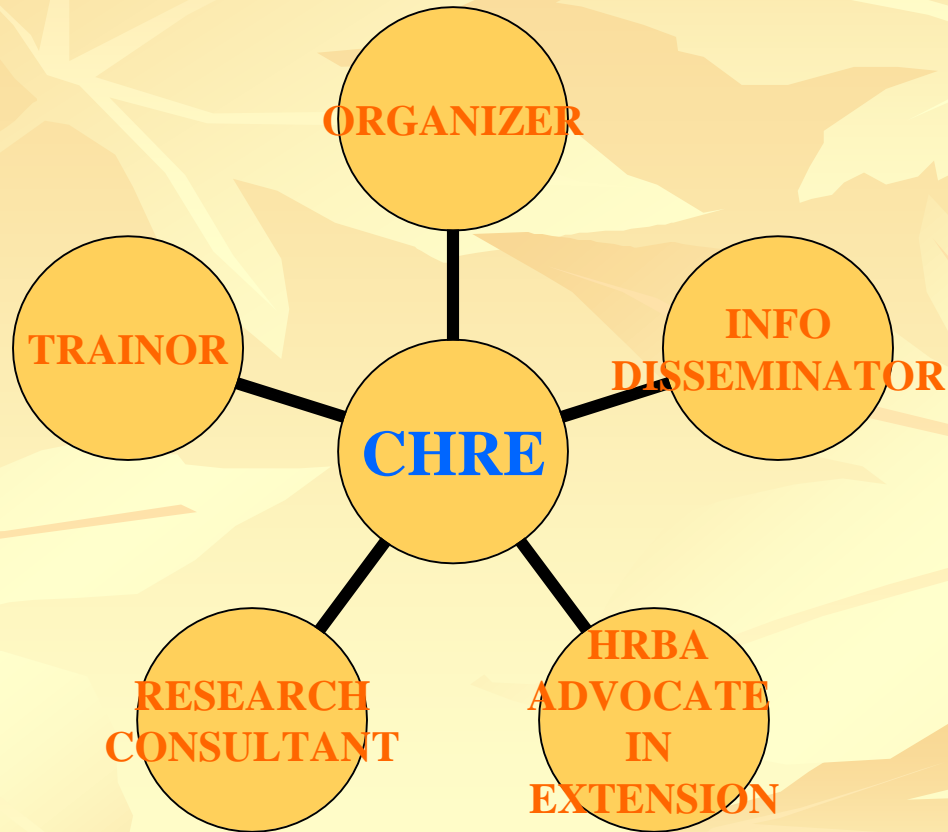 ORGANIZER
TRAINOR
INFO
DISSEMINATOR
CHRE
RESEARCH
CONSULTANT
HRBA
ADVOCATE
IN
EXTENSION